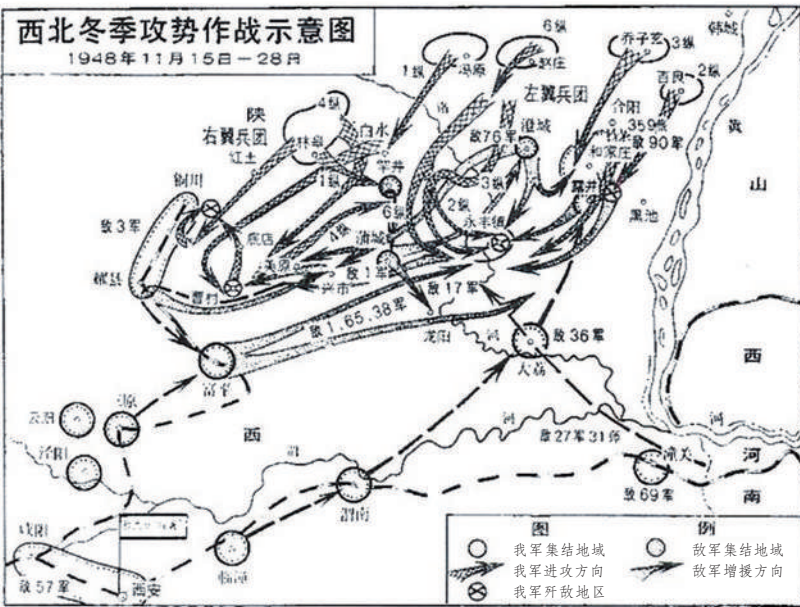 西北冬季攻势作战示意图
1948年11月15日－28日
韩城
6纵
乔子玄
3纵
1纵
冯原
赵庄
百良
2纵
左翼兵团
合阳
黄
4纵
白水
洛
澄城
359旅
陕
右翼兵团
敌76军
敌90军
林皋
和家庄
红土
山
铜川
1纵
3纵
6纵
2纵
黑池
永丰镇
敌3军
底店
4纵
蒲城
耀县
美原
敌1军
兴市
敌17军
曹村
敌1.65.38军
龙阳
河
敌36军
西
富平
大荔
泾阳
西
河
河
敌27军31师
潼关
河
南
渭南
敌69军
咸阳
临潼
敌57军
西安
图 例
我军集结地域
敌军集结地域
我军进攻方向
敌军增援方向
我军歼敌地区